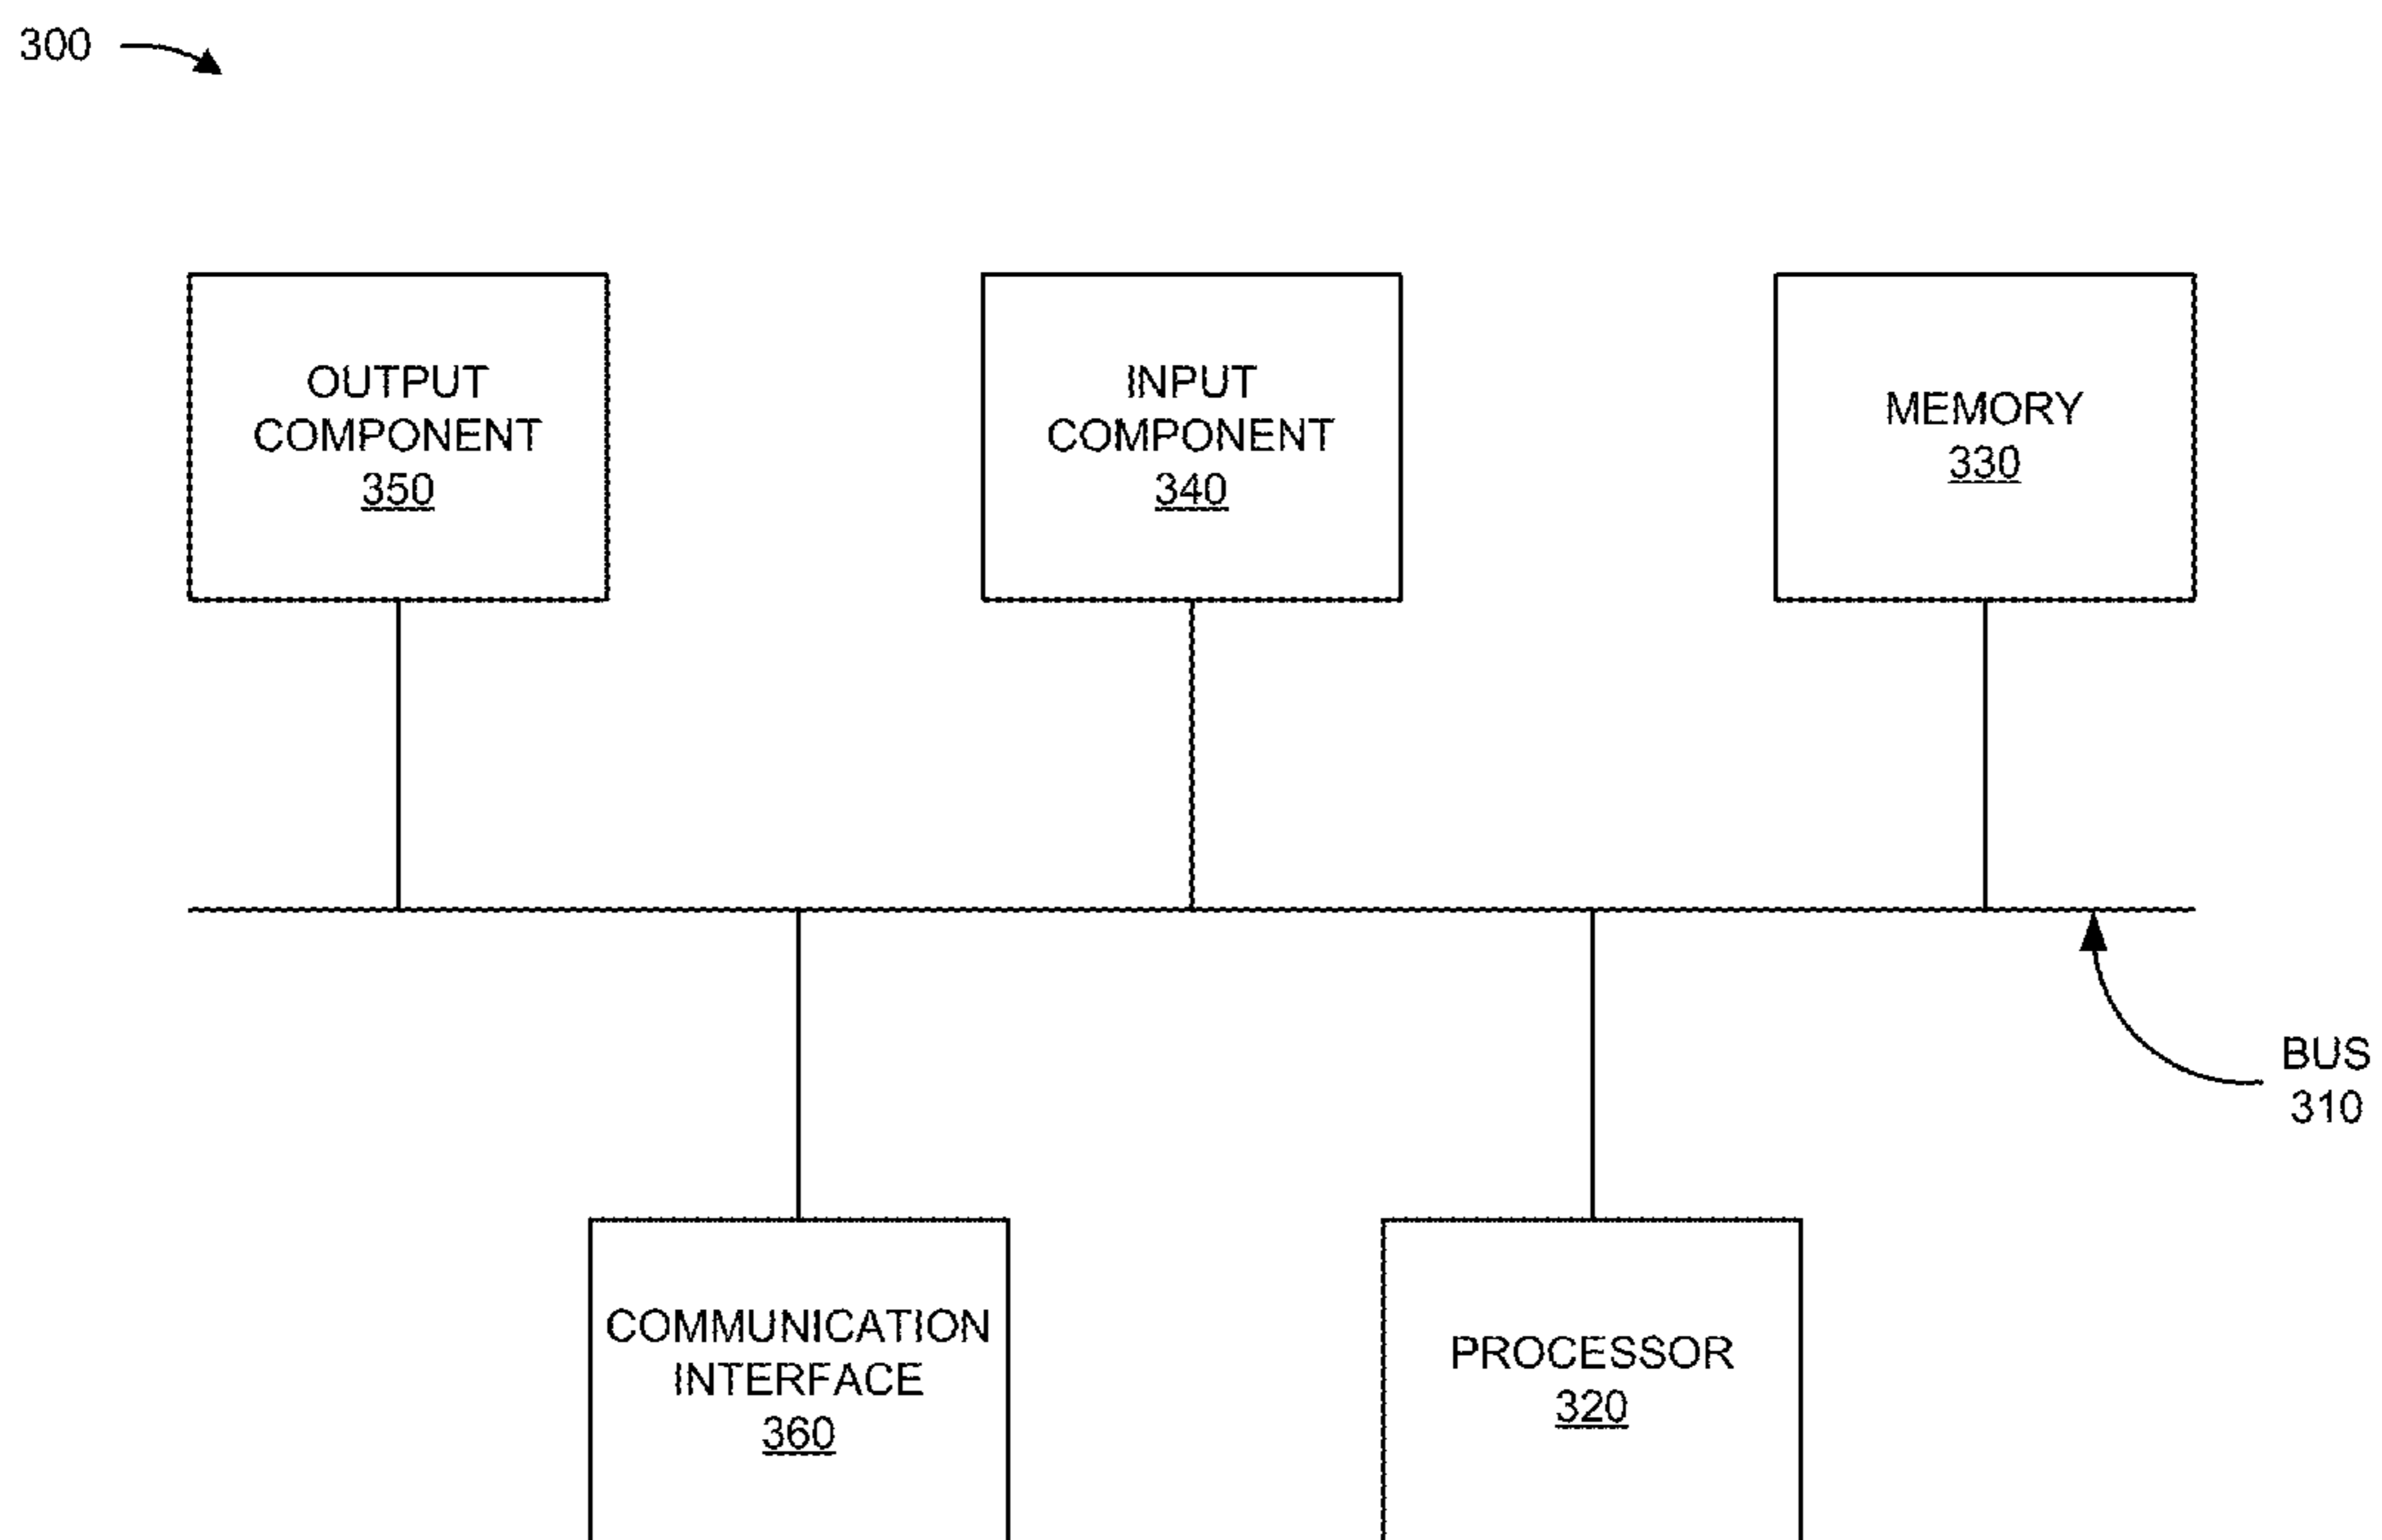 300
OUTPUT
COMPONENT
350
INPUT
COMPONENT
340
MEMORY
330
BUS
310
COMMUNICATION
INTERFACE
360
PROCESSOR
320